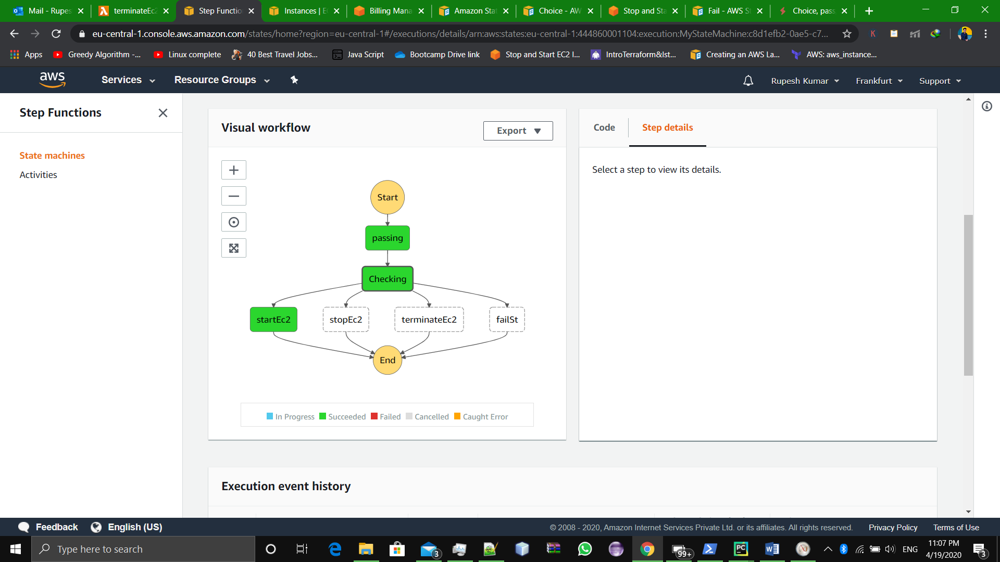 Mail - Rupes
terminateEc2
Step Functio
Instances | E
Billing Mana
Amazon Stat
Choice - AW
Stop and Sta
Fail - AWS S
Choice, pass
eu-central-1.console.aws.amazon.com/states/home?region=eu-central-1#/executions/details/arn:aws:states:eu-central-1:444860001104:execution:MyStateMachine:c8d1efb2-0ae5-c7...
Apps
Greedy Algorithm -...
Linux complete
40 Best Travel Jobs...
Java Script
Bootcamp Drive link
Stop and Start EC2 I...
IntroTerraform&Ist...
Creating an AWS La...
AWS: aws_instance...
aws
Services
Resource Groups
Rupesh Kumar
Frankfurt
Support
Step Functions
State machines
Activities
Visual workflow
Export
Start
passing
Checking
startEc2
stopEc2
terminateEc2
failSt
End
In Progress
Succeeded
Failed
Cancelled
Caught Error
Code
Step details
Select a step to view its details.
Execution event history
Feedback
English (US)
© 2008 - 2020, Amazon Internet Services Private Ltd. or its affiliates. All rights reserved.
Privacy Policy
Terms of Use
Type here to search
3
99+
PC
W
ENG
11:07 PM
4/19/2020
3